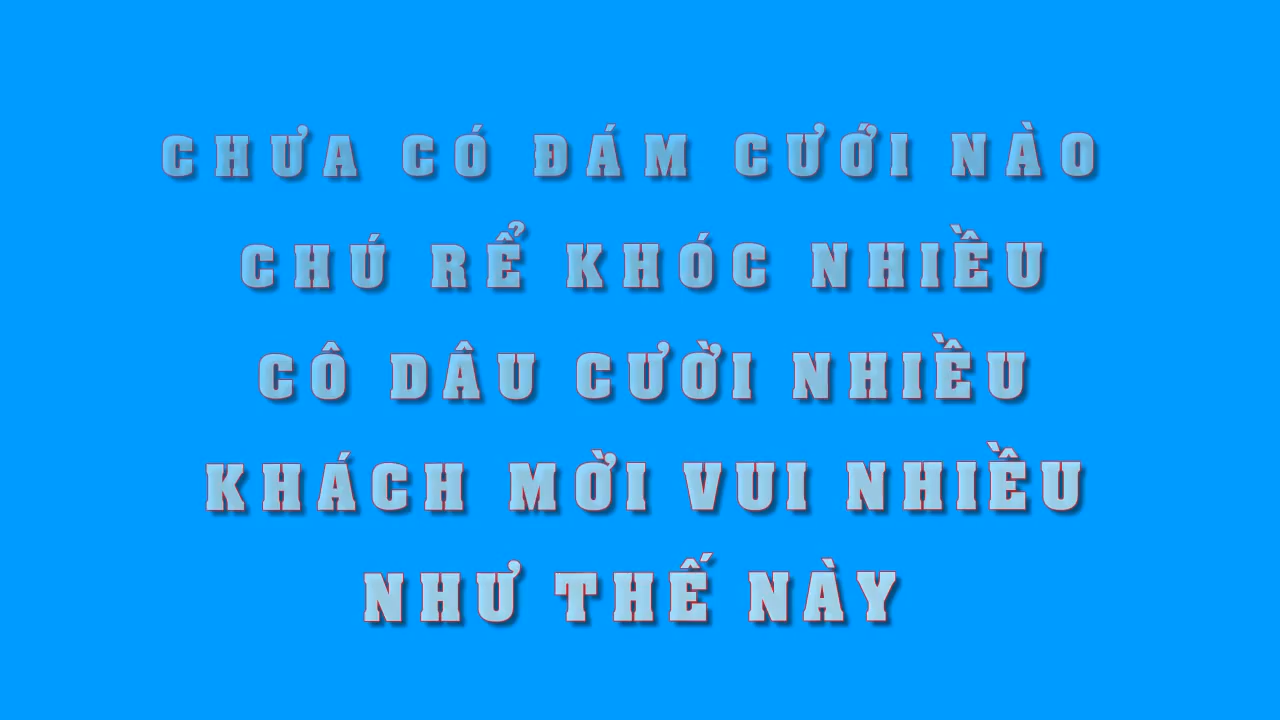 CHƯA CÓ ĐÁM CƯỚI NÀO
CHÚ RỂ KHÓC NHIỀU
CÔ DÂU CƯỜI NHIỀU
KHÁCH MỜI VUI NHIỀU
NHƯ THẾ NÀY